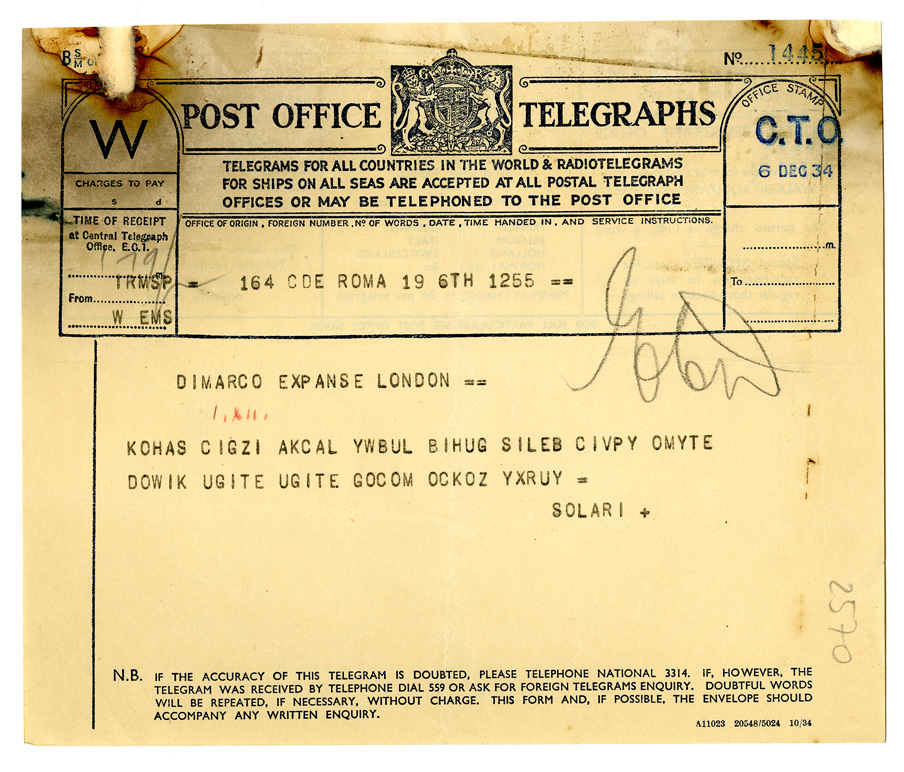 B S/M O
No 1445
W
POST OFFICE TELEGRAPHS
OFFICE STAMP
C.T.O.
6 DEC 34
CHARGES TO PAY
s d
TELEGRAMS FOR ALL COUNTRIES IN THE WORLD & RADIOTELEGRAMS
FOR SHIPS ON ALL SEAS ARE ACCEPTED AT ALL POSTAL TELEGRAPH
OFFICES OR MAY BE TELEPHONED TO THE POST OFFICE
TIME OF RECEIPT
at Central Telegraph
Office, E.C.1.
OFFICE OF ORIGIN, FOREIGN NUMBER, No. OF WORDS, DATE, TIME HANDED IN, AND SERVICE INSTRUCTIONS.
m.
TRMSP = 164 CDE ROMA 19 6TH 1255 ==
m
To
From
W EMS
DIMARCO EXPANSE LONDON ==
KOHAS CIGZI AKCAL YWBUL BIHUG SILEB CIVPY OMYTE
DOWIK UGITE UGITE GOCOM OCKOZ YXRUY =
SOLARI +
2570
N.B. IF THE ACCURACY OF THIS TELEGRAM IS DOUBTED, PLEASE TELEPHONE NATIONAL 3314. IF, HOWEVER, THE
TELEGRAM WAS RECEIVED BY TELEPHONE DIAL 559 OR ASK FOR FOREIGN TELEGRAMS ENQUIRY. DOUBTFUL WORDS
WILL BE REPEATED, IF NECESSARY, WITHOUT CHARGE. THIS FORM AND, IF POSSIBLE, THE ENVELOPE SHOULD
ACCOMPANY ANY WRITTEN ENQUIRY.
A11023 20548/5024 10/34